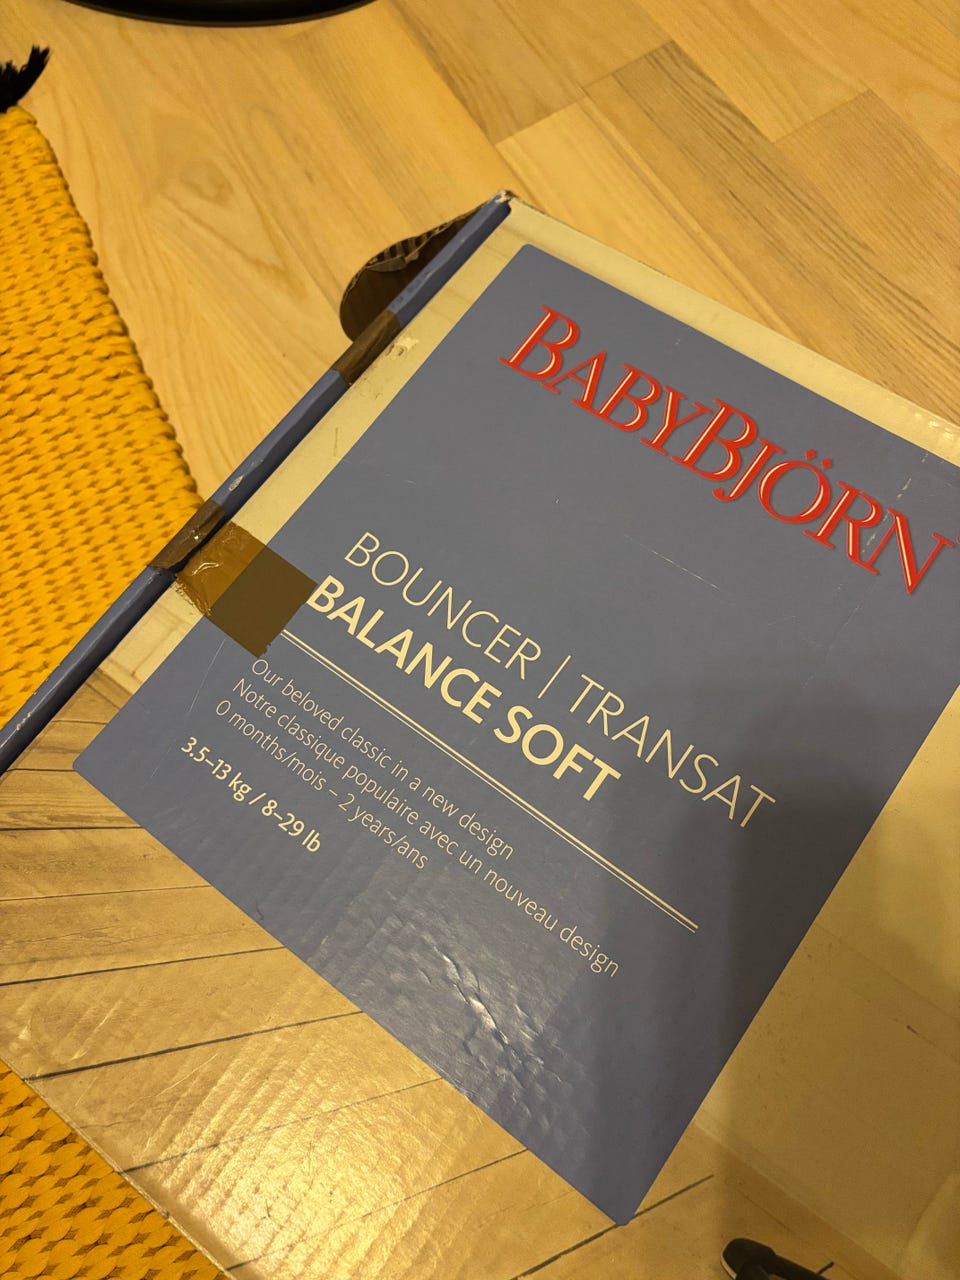 BABYBJÖRN
BOUNCER | TRANSAT
BALANCE SOFT
Our beloved classic in a new design
Notre classique populaire avec un nouveau design
0 months/mois – 2 years/ans
3.5–13 kg / 8–29 lb